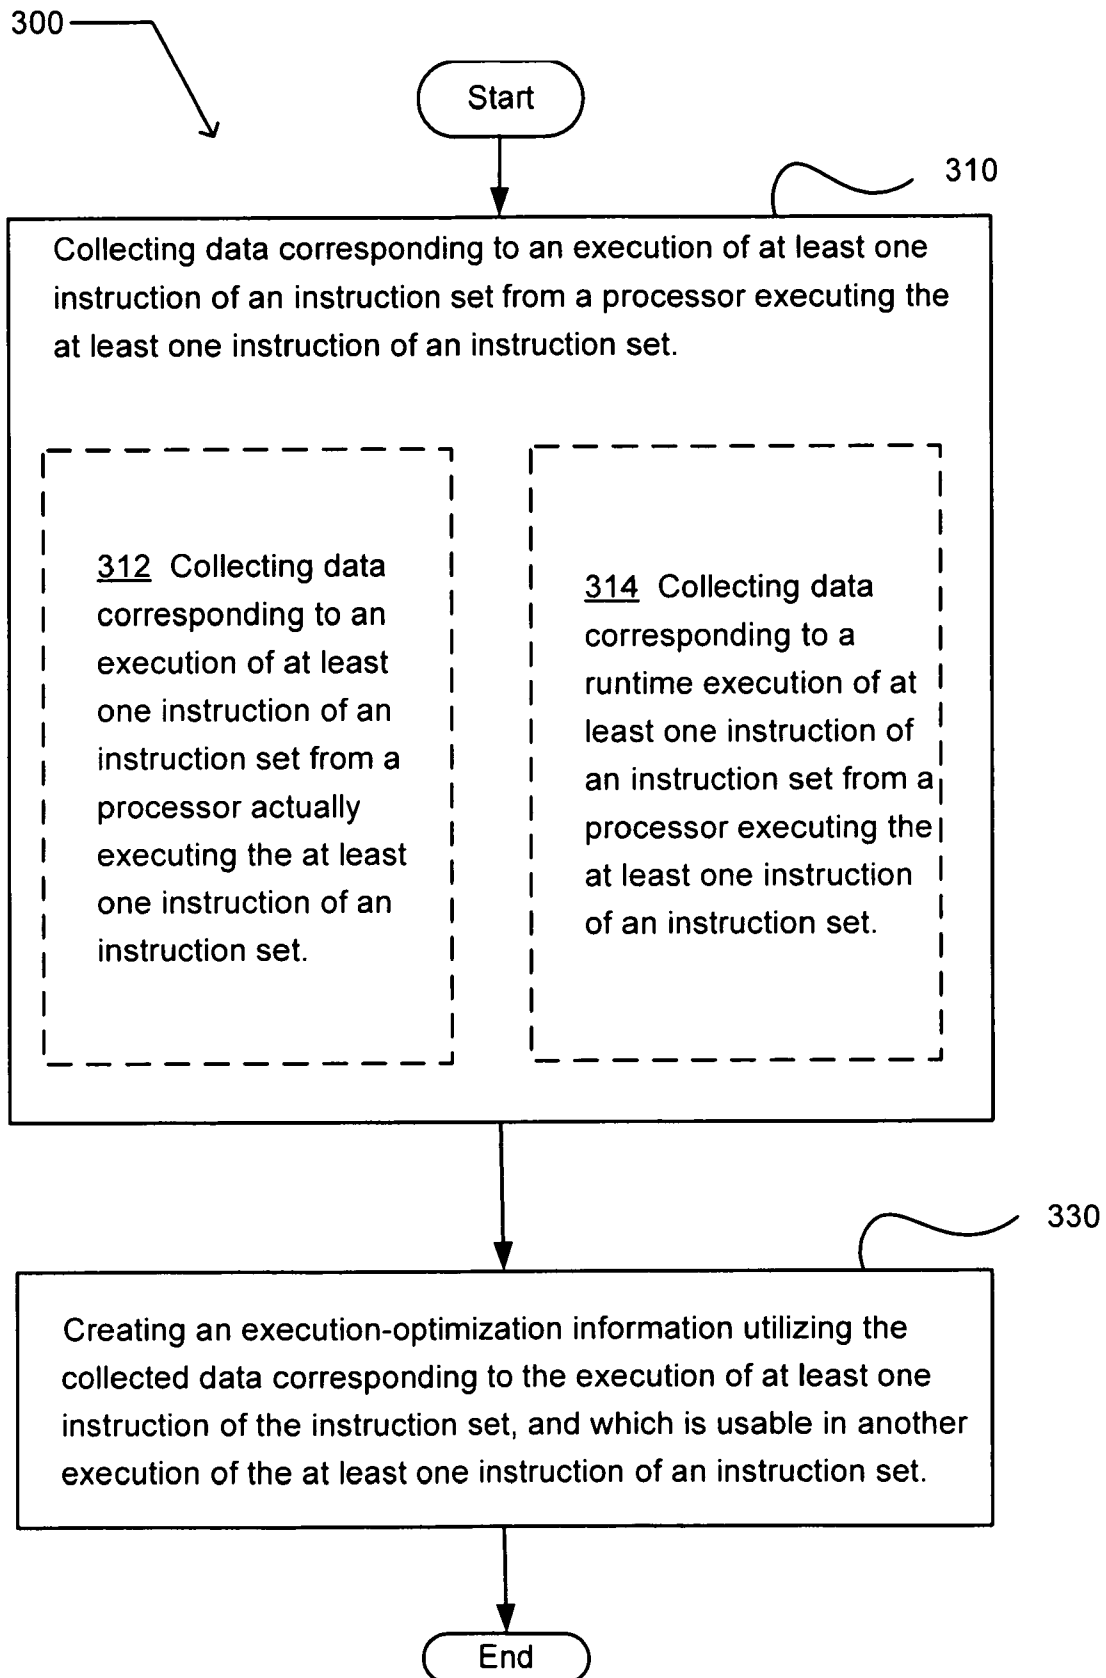 300
Start
310
Collecting data corresponding to an execution of at least one
instruction of an instruction set from a processor executing the
at least one instruction of an instruction set.
312 Collecting data
corresponding to an
execution of at least
one instruction of an
instruction set from a
processor actually
executing the at least
one instruction of an
instruction set.
314 Collecting data
corresponding to a
runtime execution of at
least one instruction of
an instruction set from a
processor executing the
at least one instruction
of an instruction set.
330
Creating an execution-optimization information utilizing the
collected data corresponding to the execution of at least one
instruction of the instruction set, and which is usable in another
execution of the at least one instruction of an instruction set.
End